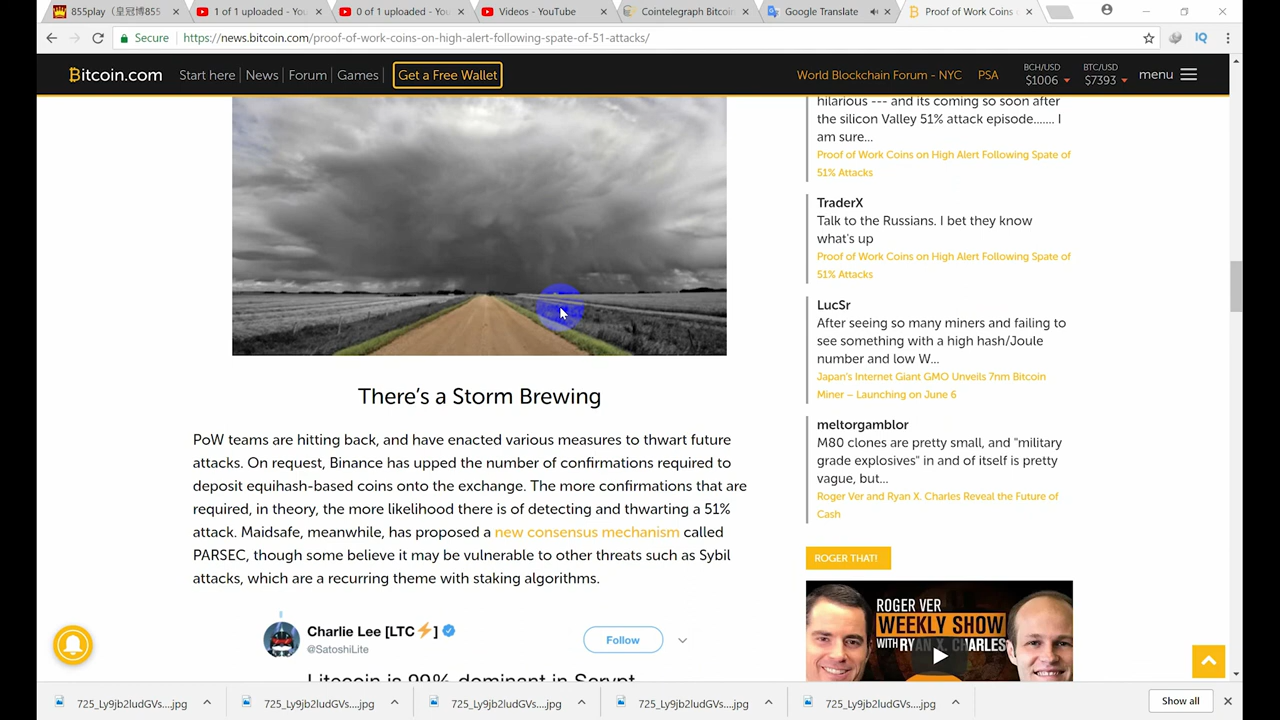 855play（皇冠博855
1 of 1 uploaded - You
0 of 1 uploaded - You
Videos - YouTube
Cointelegraph Bitcoin
Google Translate
Proof of Work Coins
Secure
https://news.bitcoin.com/proof-of-work-coins-on-high-alert-following-spate-of-51-attacks/
Bitcoin.com
Start here
News
Forum
Games
Get a Free Wallet
World Blockchain Forum - NYC
PSA
BCH/USD
$1006
BTC/USD
$7393
menu
There's a Storm Brewing
PoW teams are hitting back, and have enacted various measures to thwart future
attacks. On request, Binance has upped the number of confirmations required to
deposit equihash-based coins onto the exchange. The more confirmations that are
required, in theory, the more likelihood there is of detecting and thwarting a 51%
attack. Maidsafe, meanwhile, has proposed a new consensus mechanism called
PARSEC, though some believe it may be vulnerable to other threats such as Sybil
attacks, which are a recurring theme with staking algorithms.
Charlie Lee [LTC⚡]
@SatoshiLite
Follow
Litecoin is 99% dominant in Scrypt
hilarious --- and its coming so soon after
the silicon Valley 51% attack episode....... I
am sure...
Proof of Work Coins on High Alert Following Spate of
51% Attacks
TraderX
Talk to the Russians. I bet they know
what's up
Proof of Work Coins on High Alert Following Spate of
51% Attacks
LucSr
After seeing so many miners and failing to
see something with a high hash/Joule
number and low W...
Japan's Internet Giant GMO Unveils 7nm Bitcoin
Miner – Launching on June 6
meltorgamblor
M80 clones are pretty small, and "military
grade explosives" in and of itself is pretty
vague, but...
Roger Ver and Ryan X. Charles Reveal the Future of
Cash
ROGER THAT!
ROGER VER
WEEKLY SHOW
WITH RYAN X. CHARLES
725_Ly9jb2ludGVs....jpg
725_Ly9jb2ludGVs....jpg
725_Ly9jb2ludGVs....jpg
725_Ly9jb2ludGVs....jpg
725_Ly9jb2ludGVs....jpg
Show all